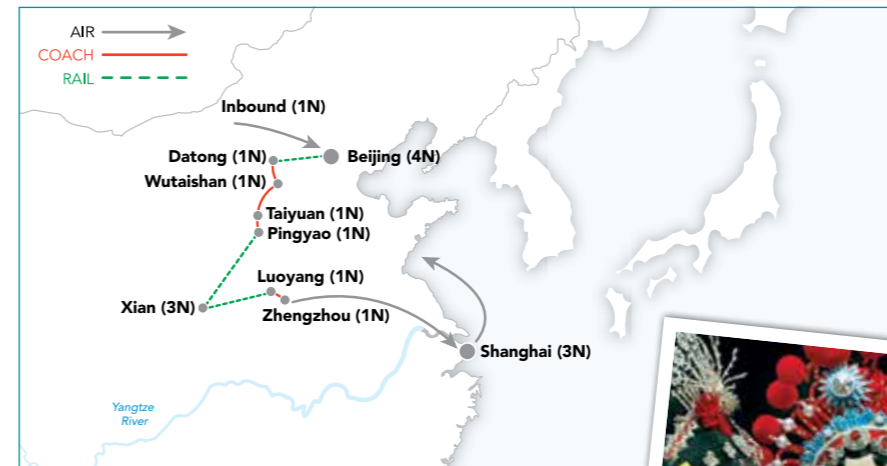 AIR
COACH
RAIL
Inbound (1N)
Datong (1N)
Beijing (4N)
Wutaishan (1N)
Taiyuan (1N)
Pingyao (1N)
Luoyang (1N)
Xian (3N)
Zhengzhou (1N)
Shanghai (3N)
Yangtze
River